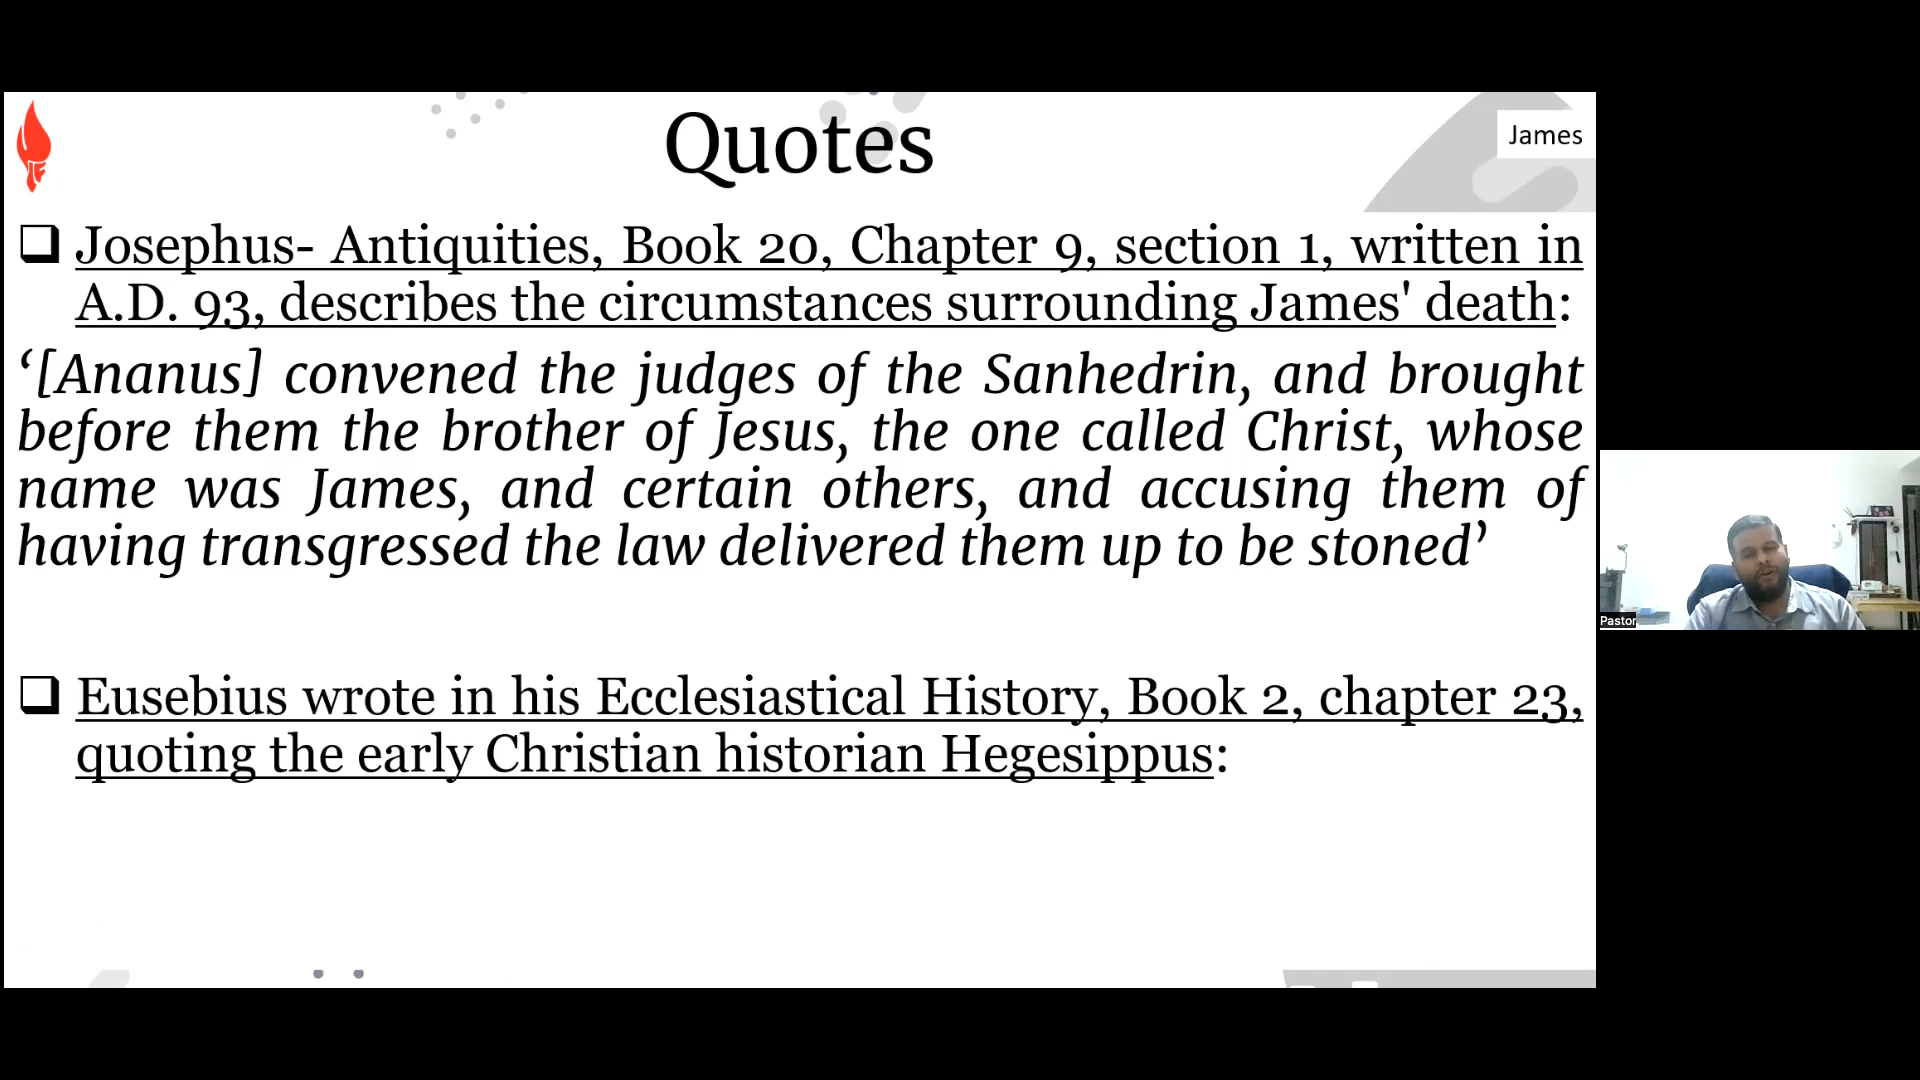 Quotes
James
Josephus- Antiquities, Book 20, Chapter 9, section 1, written in
A.D. 93, describes the circumstances surrounding James' death:
‘[Ananus] convened the judges of the Sanhedrin, and brought
before them the brother of Jesus, the one called Christ, whose
name was James, and certain others, and accusing them of
having transgressed the law delivered them up to be stoned’
Eusebius wrote in his Ecclesiastical History, Book 2, chapter 23,
quoting the early Christian historian Hegesippus:
Pastor